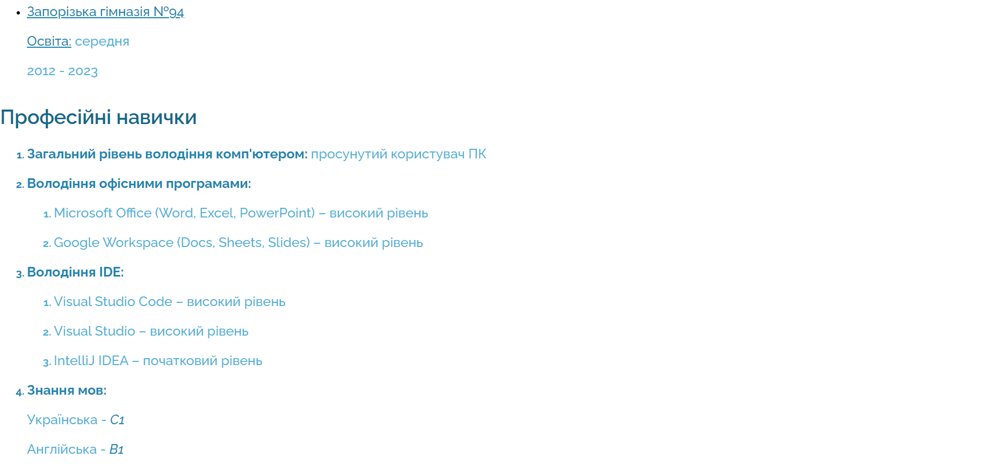 • Запорізька гімназія №94
Освіта: середня
2012 - 2023
Професійні навички
1. Загальний рівень володіння комп'ютером: просунутий користувач ПК
2. Володіння офісними програмами:
1. Microsoft Office (Word, Excel, PowerPoint) – високий рівень
2. Google Workspace (Docs, Sheets, Slides) – високий рівень
3. Володіння IDE:
1. Visual Studio Code – високий рівень
2. Visual Studio – високий рівень
3. IntelliJ IDEA – початковий рівень
4. Знання мов:
Українська - C1
Англійська - B1